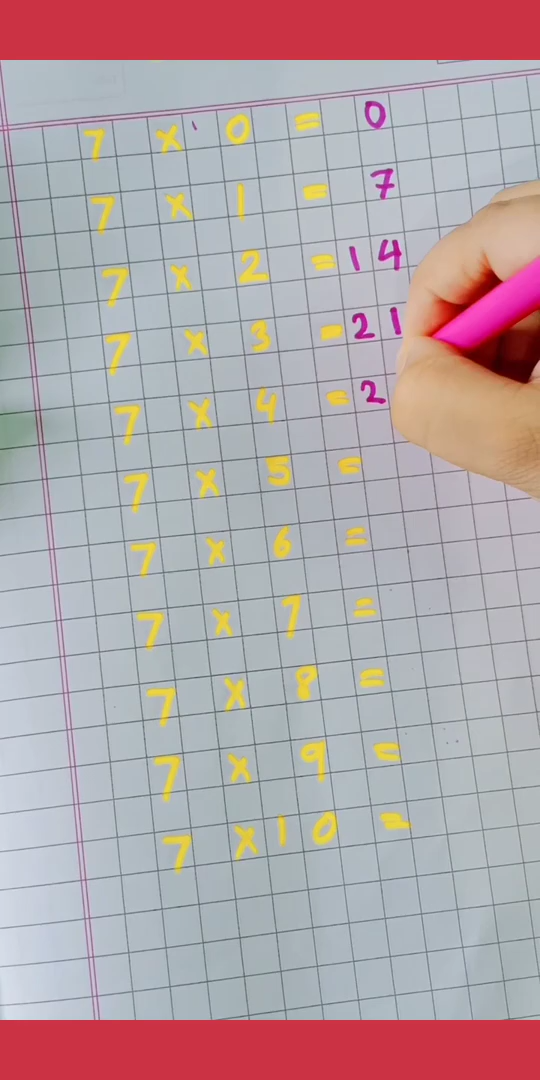 7 × 0 = 0
7 × 1 = 7
7 × 2 = 14
7 × 3 = 21
7 × 4 = 2
7 × 5 =
7 × 6 =
7 × 7 =
7 × 8 =
7 × 9 =
7 × 10 =